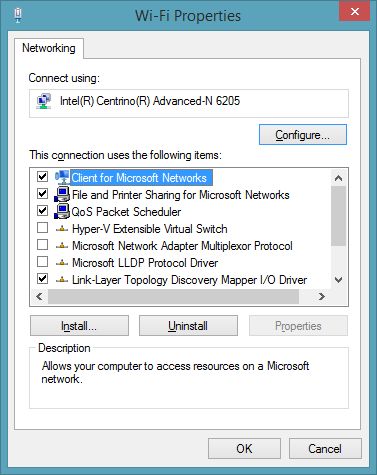 Wi-Fi Properties
Networking
Connect using:
Intel(R) Centrino(R) Advanced-N 6205
Configure...
This connection uses the following items:
Client for Microsoft Networks
File and Printer Sharing for Microsoft Networks
QoS Packet Scheduler
Hyper-V Extensible Virtual Switch
Microsoft Network Adapter Multiplexor Protocol
Microsoft LLDP Protocol Driver
Link-Layer Topology Discovery Mapper I/O Driver
Install... Uninstall Properties
Description
Allows your computer to access resources on a Microsoft
network.
OK Cancel